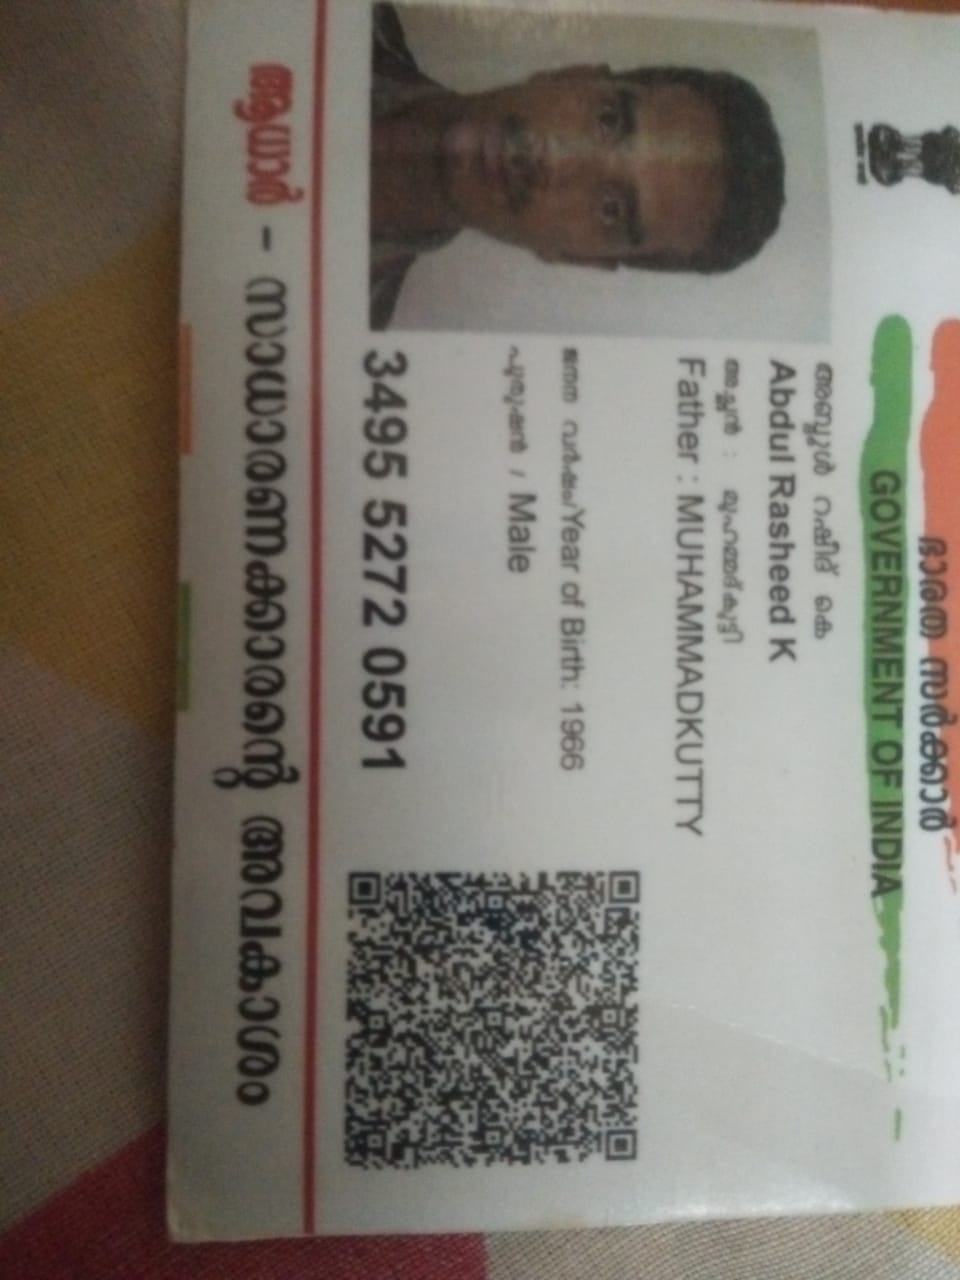 ഭാരത സർക്കാർ
GOVERNMENT OF INDIA
അബ്ദുൾ റഷീദ് കെ
Abdul Rasheed K
അച്ഛൻ : മുഹമ്മദ്കുട്ടി
Father : MUHAMMADKUTTY
ജനന വർഷം/Year of Birth: 1966
പുരുഷൻ / Male
3495 5272 0591
ആധാർ - സാധാരണക്കാരന്റെ അവകാശം